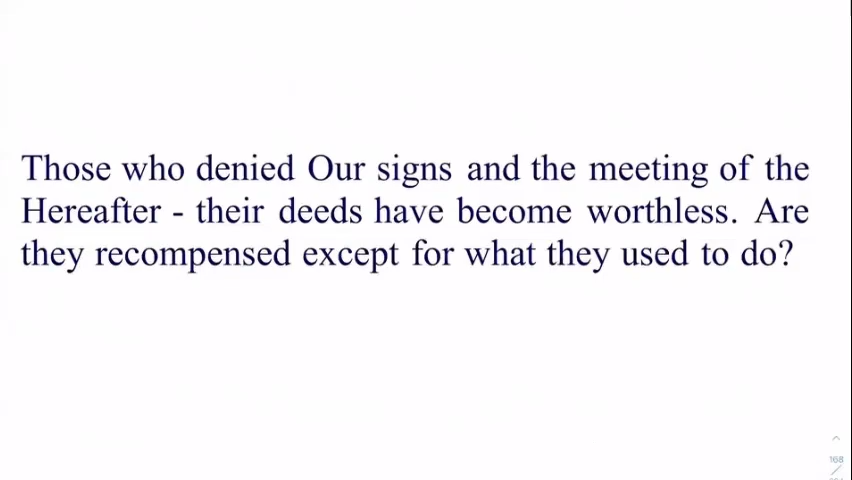 Those who denied Our signs and the meeting of the
Hereafter - their deeds have become worthless. Are
they recompensed except for what they used to do?
168